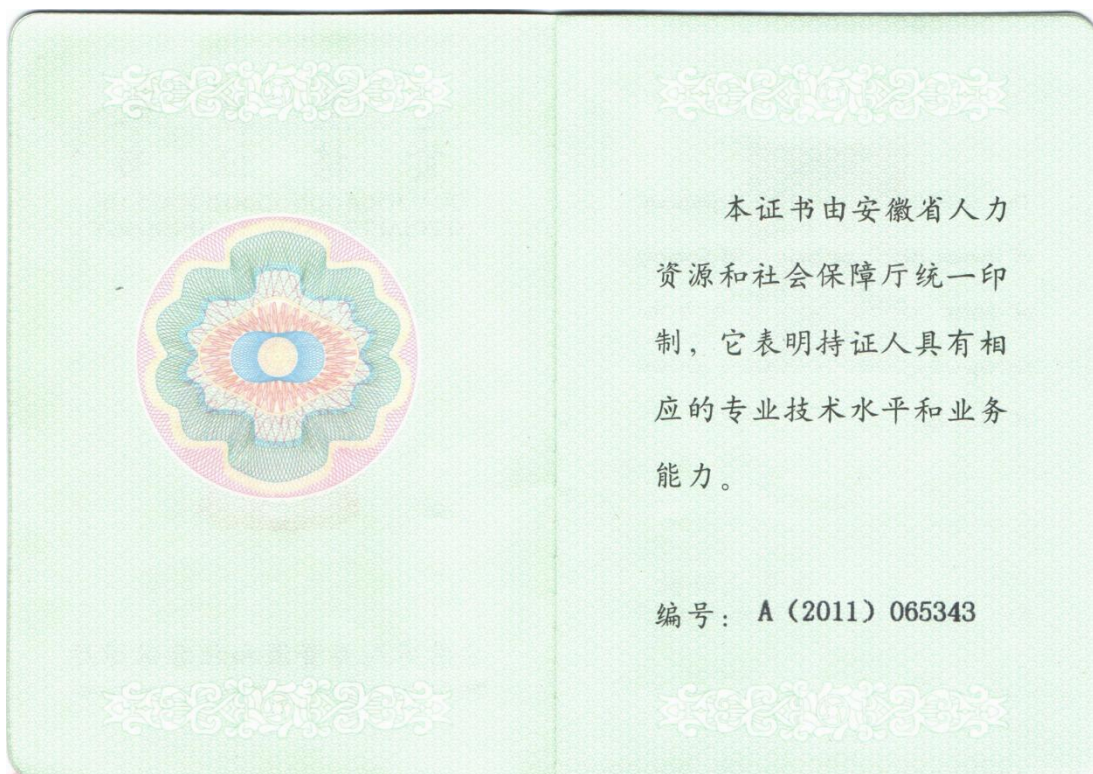 本证书由安徽省人力
资源和社会保障厅统一印
制，它表明持证人具有相
应的专业技术水平和业务
能力。
编号：A（2011）065343